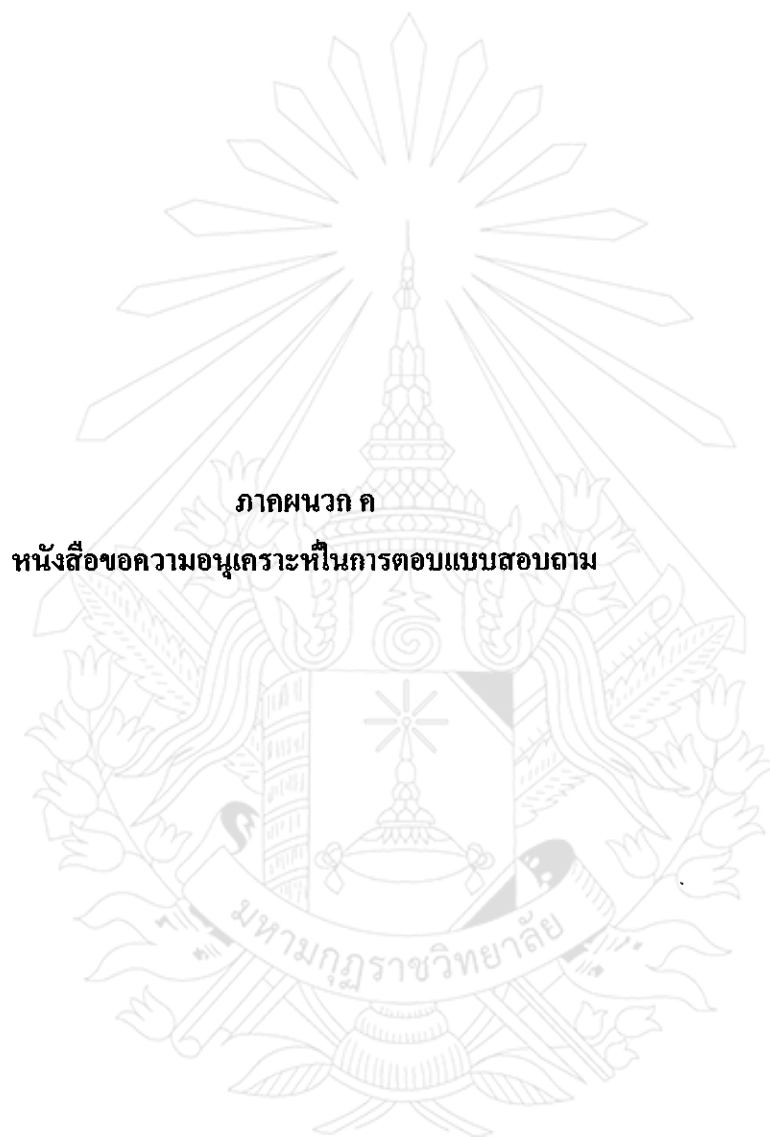 ภาคผนวก ค
หนังสือขอความอนุเคราะห์ในการตอบแบบสอบถาม
มหามกุฏราชวิทยาลัย